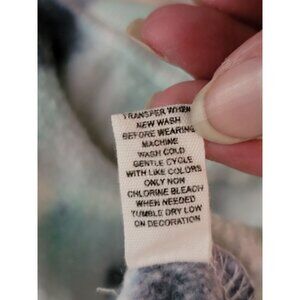 TRANSFER WHEN
NEW WASH
BEFORE WEARING
MACHINE
WASH COLD
GENTLE CYCLE
WITH LIKE COLORS
ONLY NON
CHLORINE BLEACH
WHEN NEEDED
TUMBLE DRY LOW
ON DECORATION